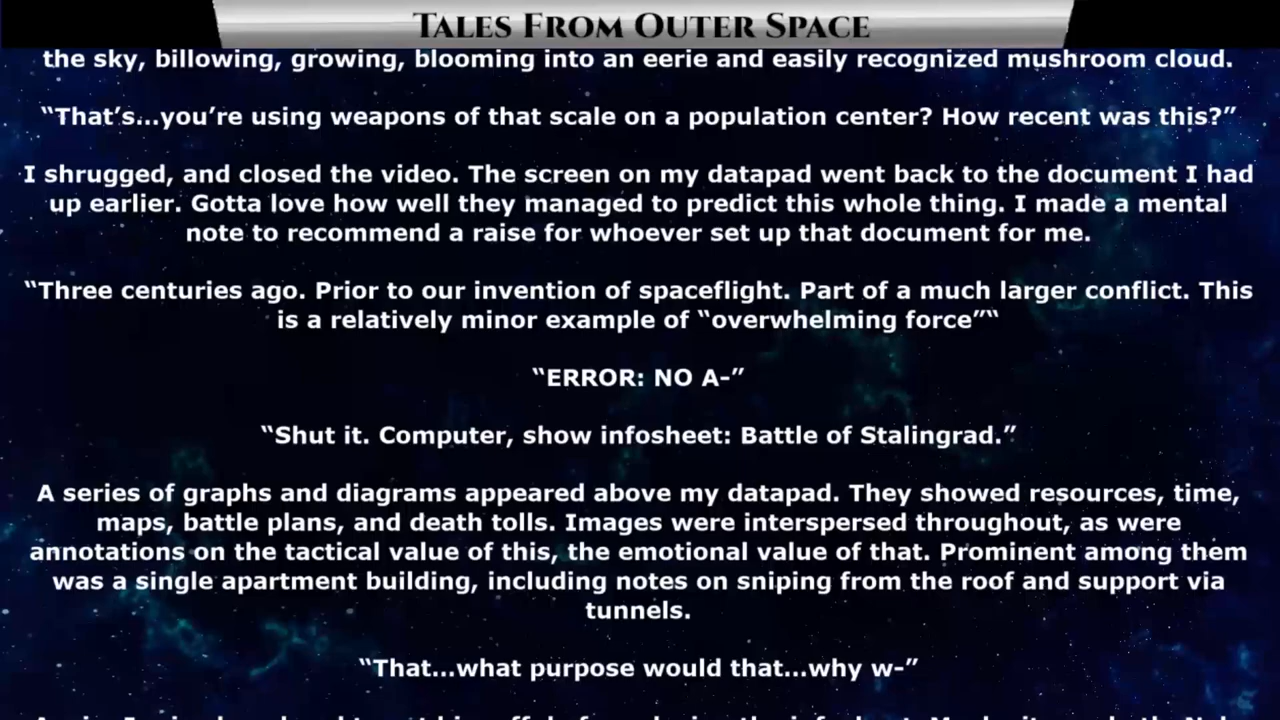 TALES FROM OUTER SPACE
the sky, billowing, growing, blooming into an eerie and easily recognized mushroom cloud.
“That’s...you’re using weapons of that scale on a population center? How recent was this?”
I shrugged, and closed the video. The screen on my datapad went back to the document I had
up earlier. Gotta love how well they managed to predict this whole thing. I made a mental
note to recommend a raise for whoever set up that document for me.
“Three centuries ago. Prior to our invention of spaceflight. Part of a much larger conflict. This
is a relatively minor example of “overwhelming force”“
“ERROR: NO A-”
“Shut it. Computer, show infosheet: Battle of Stalingrad.”
A series of graphs and diagrams appeared above my datapad. They showed resources, time,
maps, battle plans, and death tolls. Images were interspersed throughout, as were
annotations on the tactical value of this, the emotional value of that. Prominent among them
was a single apartment building, including notes on sniping from the roof and support via
tunnels.
“That...what purpose would that...why w-”